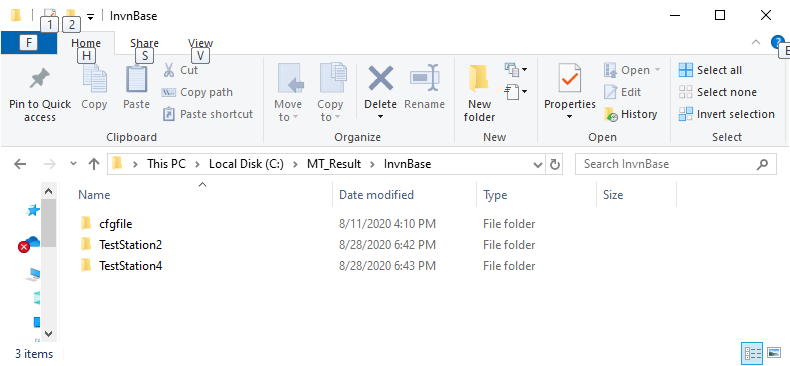 1 2 InvnBase
F Home Share View
H S V E
Pin to Quick access
Copy
Paste
Cut
Copy path
Paste shortcut
Clipboard
Move to
Copy to
Delete
Rename
Organize
New folder
New
Properties
Open
Edit
History
Open
Select all
Select none
Invert selection
Select
This PC > Local Disk (C:) > MT_Result > InvnBase
Search InvnBase
Name Date modified Type Size
cfgfile 8/11/2020 4:10 PM File folder
TestStation2 8/28/2020 6:42 PM File folder
TestStation4 8/28/2020 6:43 PM File folder
3 items